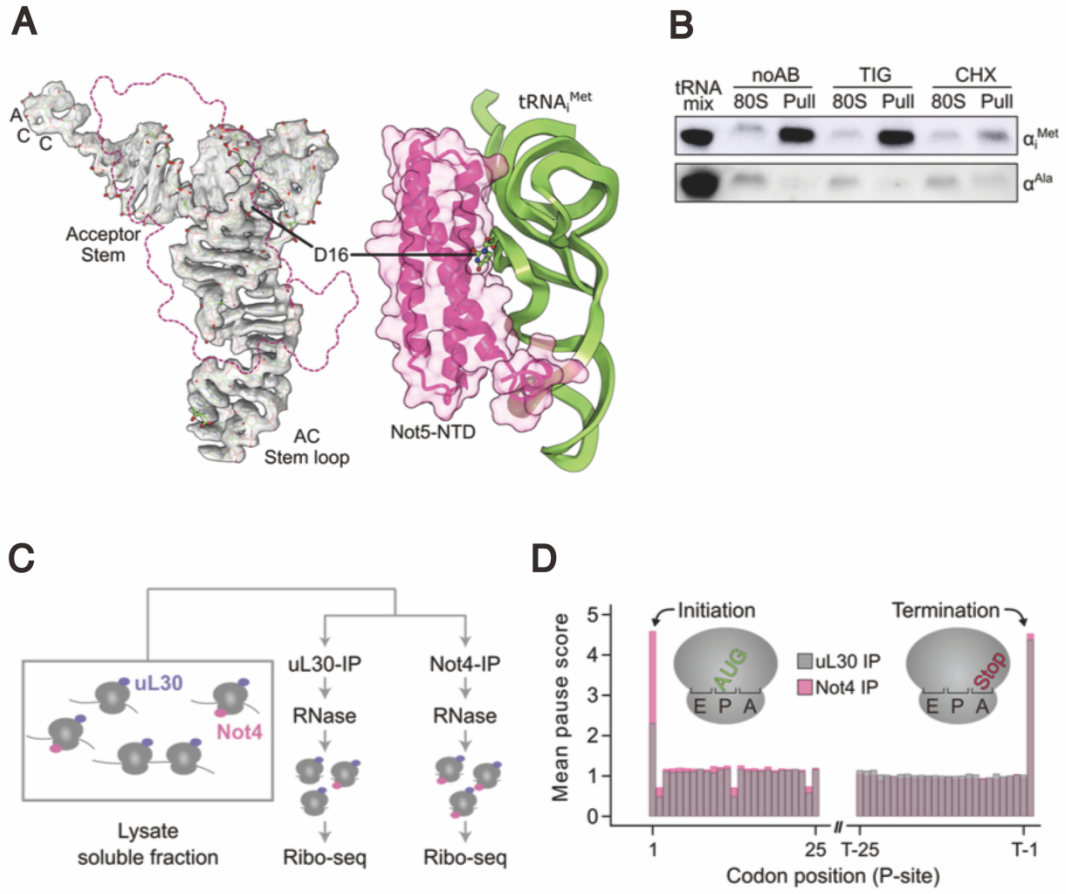 A
A
C
C
Acceptor
Stem
D16
AC
Stem loop
tRNAiMet
Not5-NTD
B
noAB TIG CHX
tRNA
mix
80S Pull 80S Pull 80S Pull
αiMet
αAla
C
uL30
Not4
Lysate
soluble fraction
uL30-IP
RNase
Ribo-seq
Not4-IP
RNase
Ribo-seq
D
Mean pause score
5
4
3
2
1
0
Initiation
AUG
E P A
uL30 IP
Not4 IP
Termination
Stop
E P A
1 25 // T-25 T-1
Codon position (P-site)